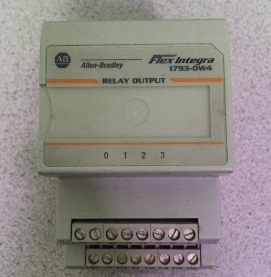 AB
Allen-Bradley
Flex Integra
1793-OW4
RELAY OUTPUT
0 1 2 3